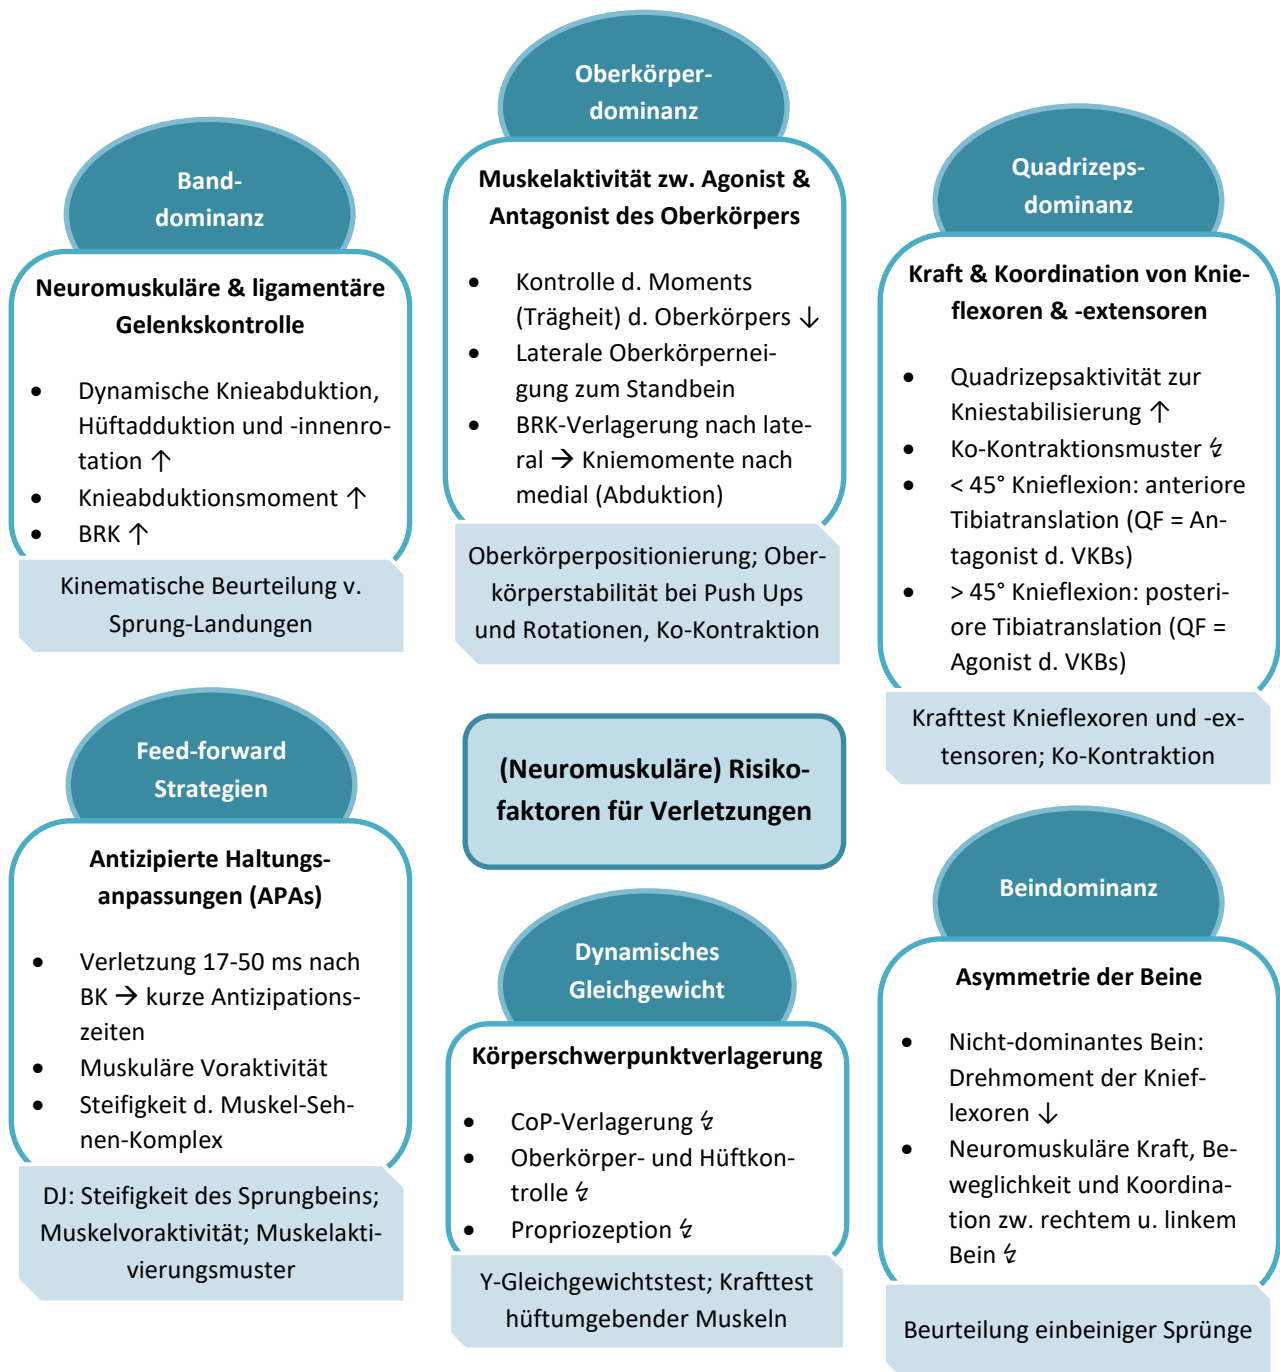 Band-
dominanz
Neuromuskuläre & ligamentäre
Gelenkskontrolle
• Dynamische Knieabduktion,
Hüftadduktion und -innenro-
tation ↑
• Knieabduktionsmoment ↑
• BRK ↑
Kinematische Beurteilung v.
Sprung-Landungen
Oberkörper-
dominanz
Muskelaktivität zw. Agonist &
Antagonist des Oberkörpers
• Kontrolle d. Moments
(Trägheit) d. Oberkörpers ↓
• Laterale Oberkörpernei-
gung zum Standbein
• BRK-Verlagerung nach late-
ral → Kniemomente nach
medial (Abduktion)
Oberkörperpositionierung; Ober-
körperstabilität bei Push Ups
und Rotationen, Ko-Kontraktion
Quadrizeps-
dominanz
Kraft & Koordination von Knie-
flexoren & -extensoren
• Quadrizepsaktivität zur
Kniestabilisierung ↑
• Ko-Kontraktionsmuster ↯
• < 45° Knieflexion: anteriore
Tibiatranslation (QF = An-
tagonist d. VKBs)
• > 45° Knieflexion: posteri-
ore Tibiatranslation (QF =
Agonist d. VKBs)
Krafttest Knieflexoren und -ex-
tensoren; Ko-Kontraktion
(Neuromuskuläre) Risiko-
faktoren für Verletzungen
Feed-forward
Strategien
Antizipierte Haltungs-
anpassungen (APAs)
• Verletzung 17-50 ms nach
BK → kurze Antizipations-
zeiten
• Muskuläre Voraktivität
• Steifigkeit d. Muskel-Seh-
nen-Komplex
DJ: Steifigkeit des Sprungbeins;
Muskelvoraktivität; Muskelakti-
vierungsmuster
Dynamisches
Gleichgewicht
Körperschwerpunktverlagerung
• CoP-Verlagerung ↯
• Oberkörper- und Hüftkon-
trolle ↯
• Propriozeption ↯
Y-Gleichgewichtstest; Krafttest
hüftumgebender Muskeln
Beindominanz
Asymmetrie der Beine
• Nicht-dominantes Bein:
Drehmoment der Knief-
lexoren ↓
• Neuromuskuläre Kraft, Be-
weglichkeit und Koordina-
tion zw. rechtem u. linkem
Bein ↯
Beurteilung einbeiniger Sprünge